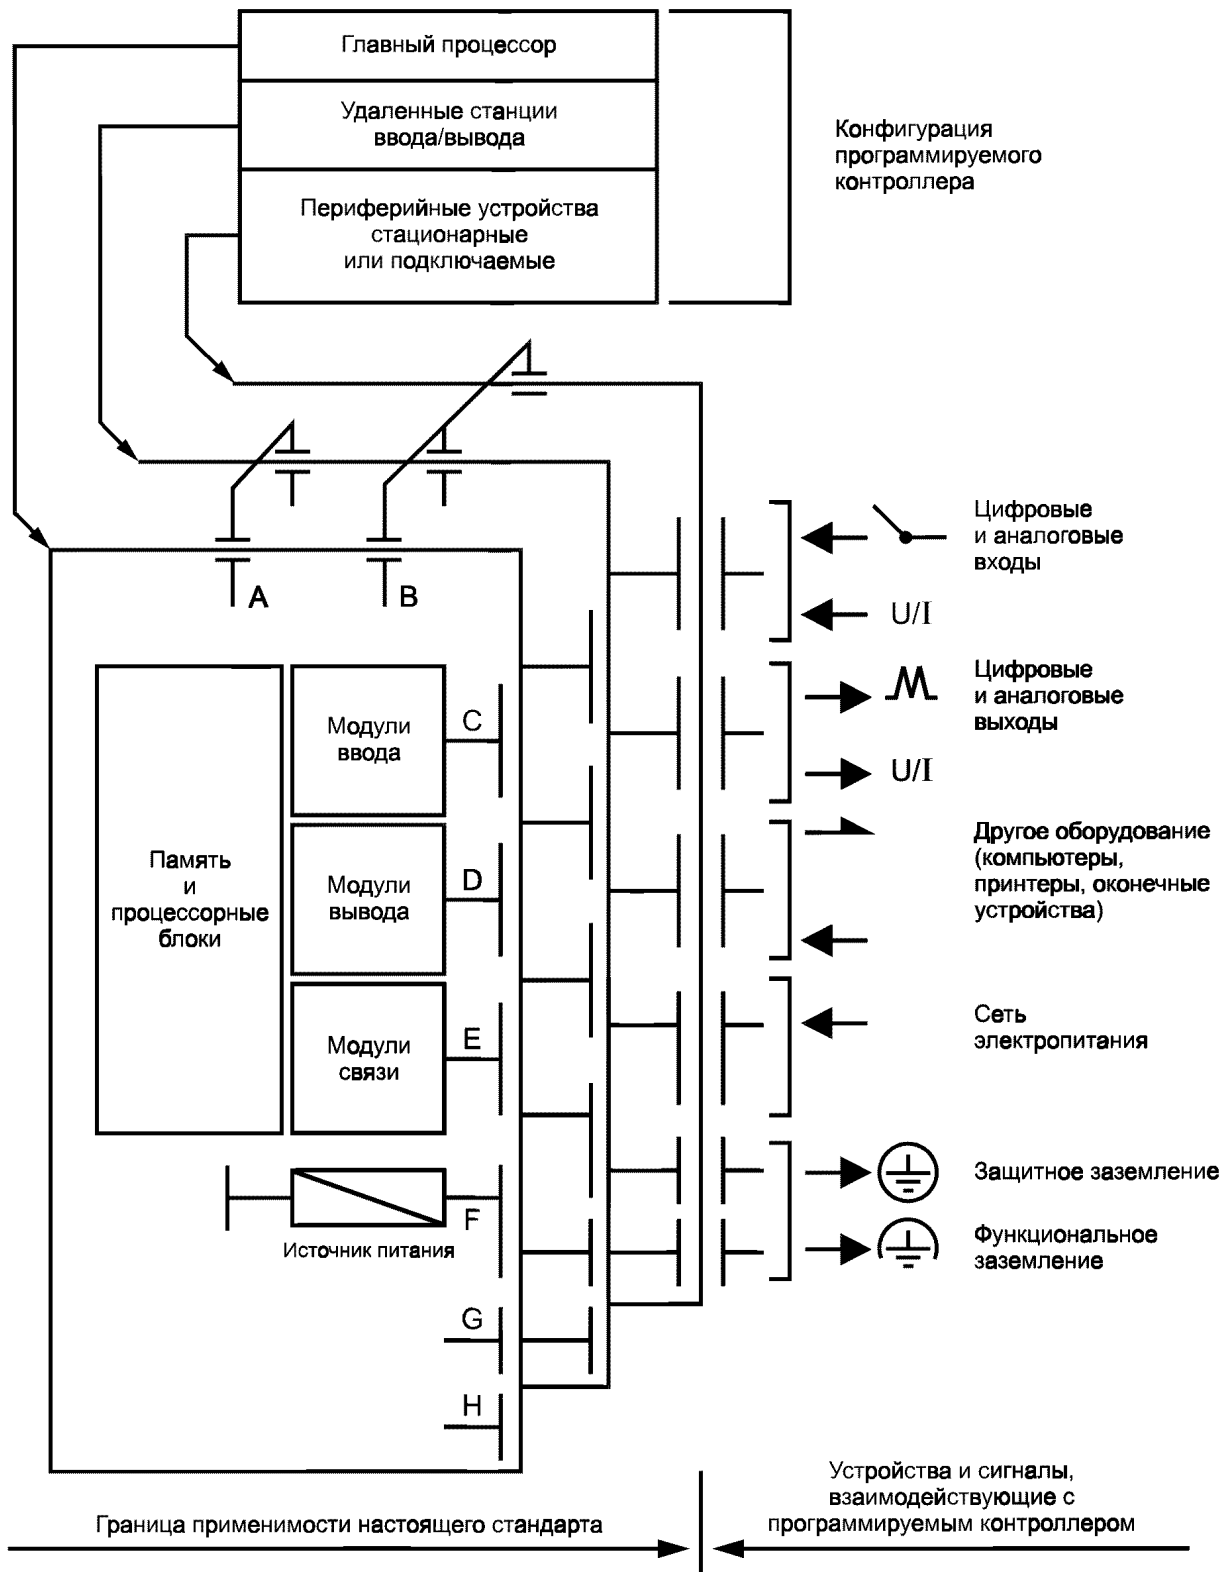 Главный процессор
Удаленные станции
ввода/вывода
Периферийные устройства
стационарные
или подключаемые
Конфигурация
программируемого
контроллера
A
B
Цифровые
и аналоговые
входы
U/I
Цифровые
и аналоговые
выходы
U/I
Другое оборудование
(компьютеры,
принтеры, оконечные
устройства)
Сеть
электропитания
Защитное заземление
Функциональное
заземление
Память
и
процессорные
блоки
Модули
ввода
C
Модули
вывода
D
Модули
связи
E
F
Источник питания
G
H
Граница применимости настоящего стандарта
Устройства и сигналы,
взаимодействующие с
программируемым контроллером